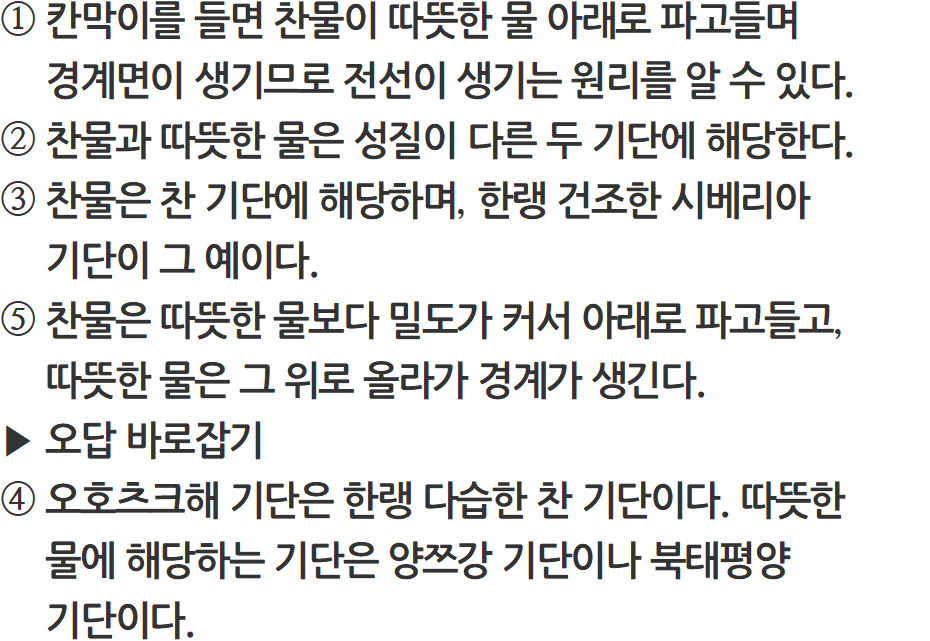 ① 칸막이를 들면 찬물이 따뜻한 물 아래로 파고들며
경계면이 생기므로 전선이 생기는 원리를 알 수 있다.
② 찬물과 따뜻한 물은 성질이 다른 두 기단에 해당한다.
③ 찬물은 찬 기단에 해당하며, 한랭 건조한 시베리아
기단이 그 예이다.
⑤ 찬물은 따뜻한 물보다 밀도가 커서 아래로 파고들고,
따뜻한 물은 그 위로 올라가 경계가 생긴다.
▶ 오답 바로잡기
④ 오호츠크해 기단은 한랭 다습한 찬 기단이다. 따뜻한
물에 해당하는 기단은 양쯔강 기단이나 북태평양
기단이다.